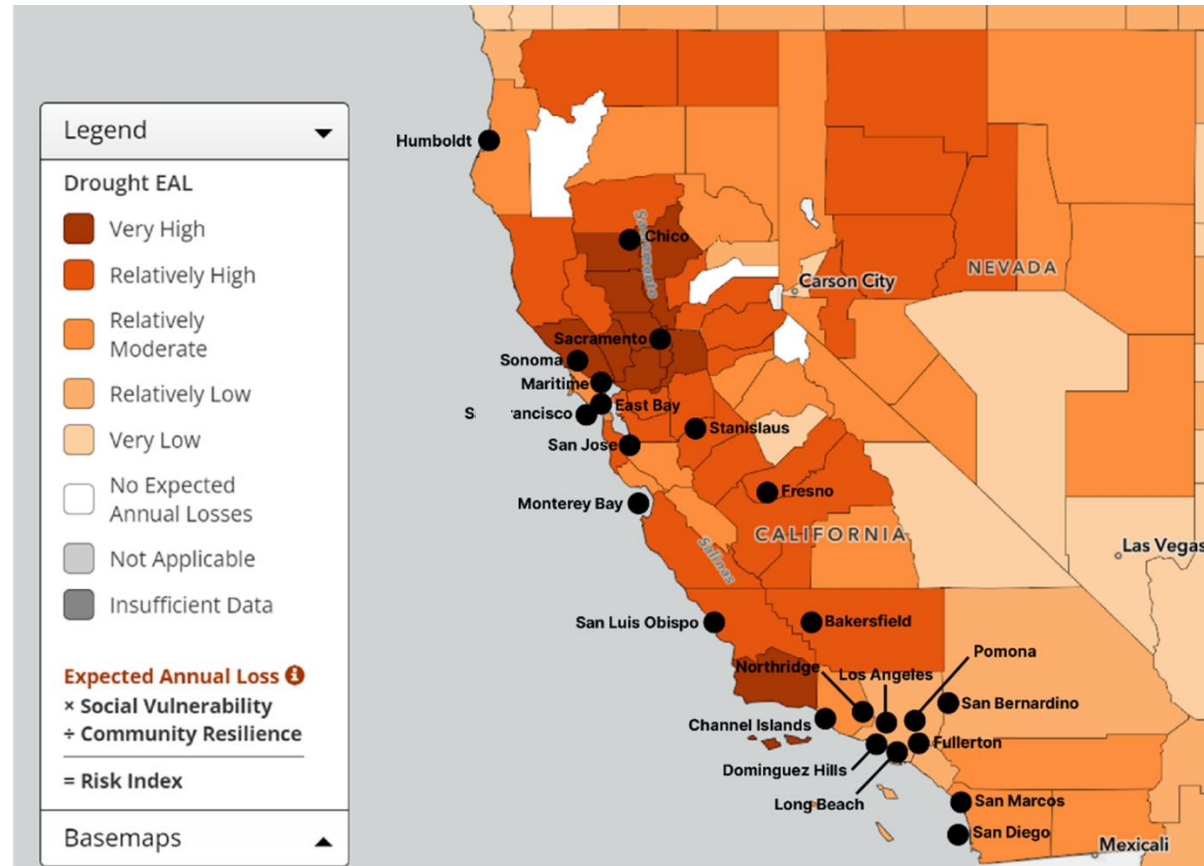 Legend
Drought EAL
Very High
Relatively High
Relatively
Moderate
Relatively Low
Very Low
No Expected
Annual Losses
Not Applicable
Insufficient Data
Expected Annual Loss
× Social Vulnerability
÷ Community Resilience
= Risk Index
Basemaps
Humboldt
Chico
Sacramento
NEVADA
Carson City
Sacramento
Sonoma
Maritime
East Bay
S rancisco
Stanislaus
San Jose
Fresno
Monterey Bay
CALIFORNIA
Salinas
Las Vegas
San Luis Obispo
Bakersfield
Pomona
Northridge
Los Angeles
San Bernardino
Channel Islands
Fullerton
Dominguez Hills
Long Beach
San Marcos
San Diego
Mexicali